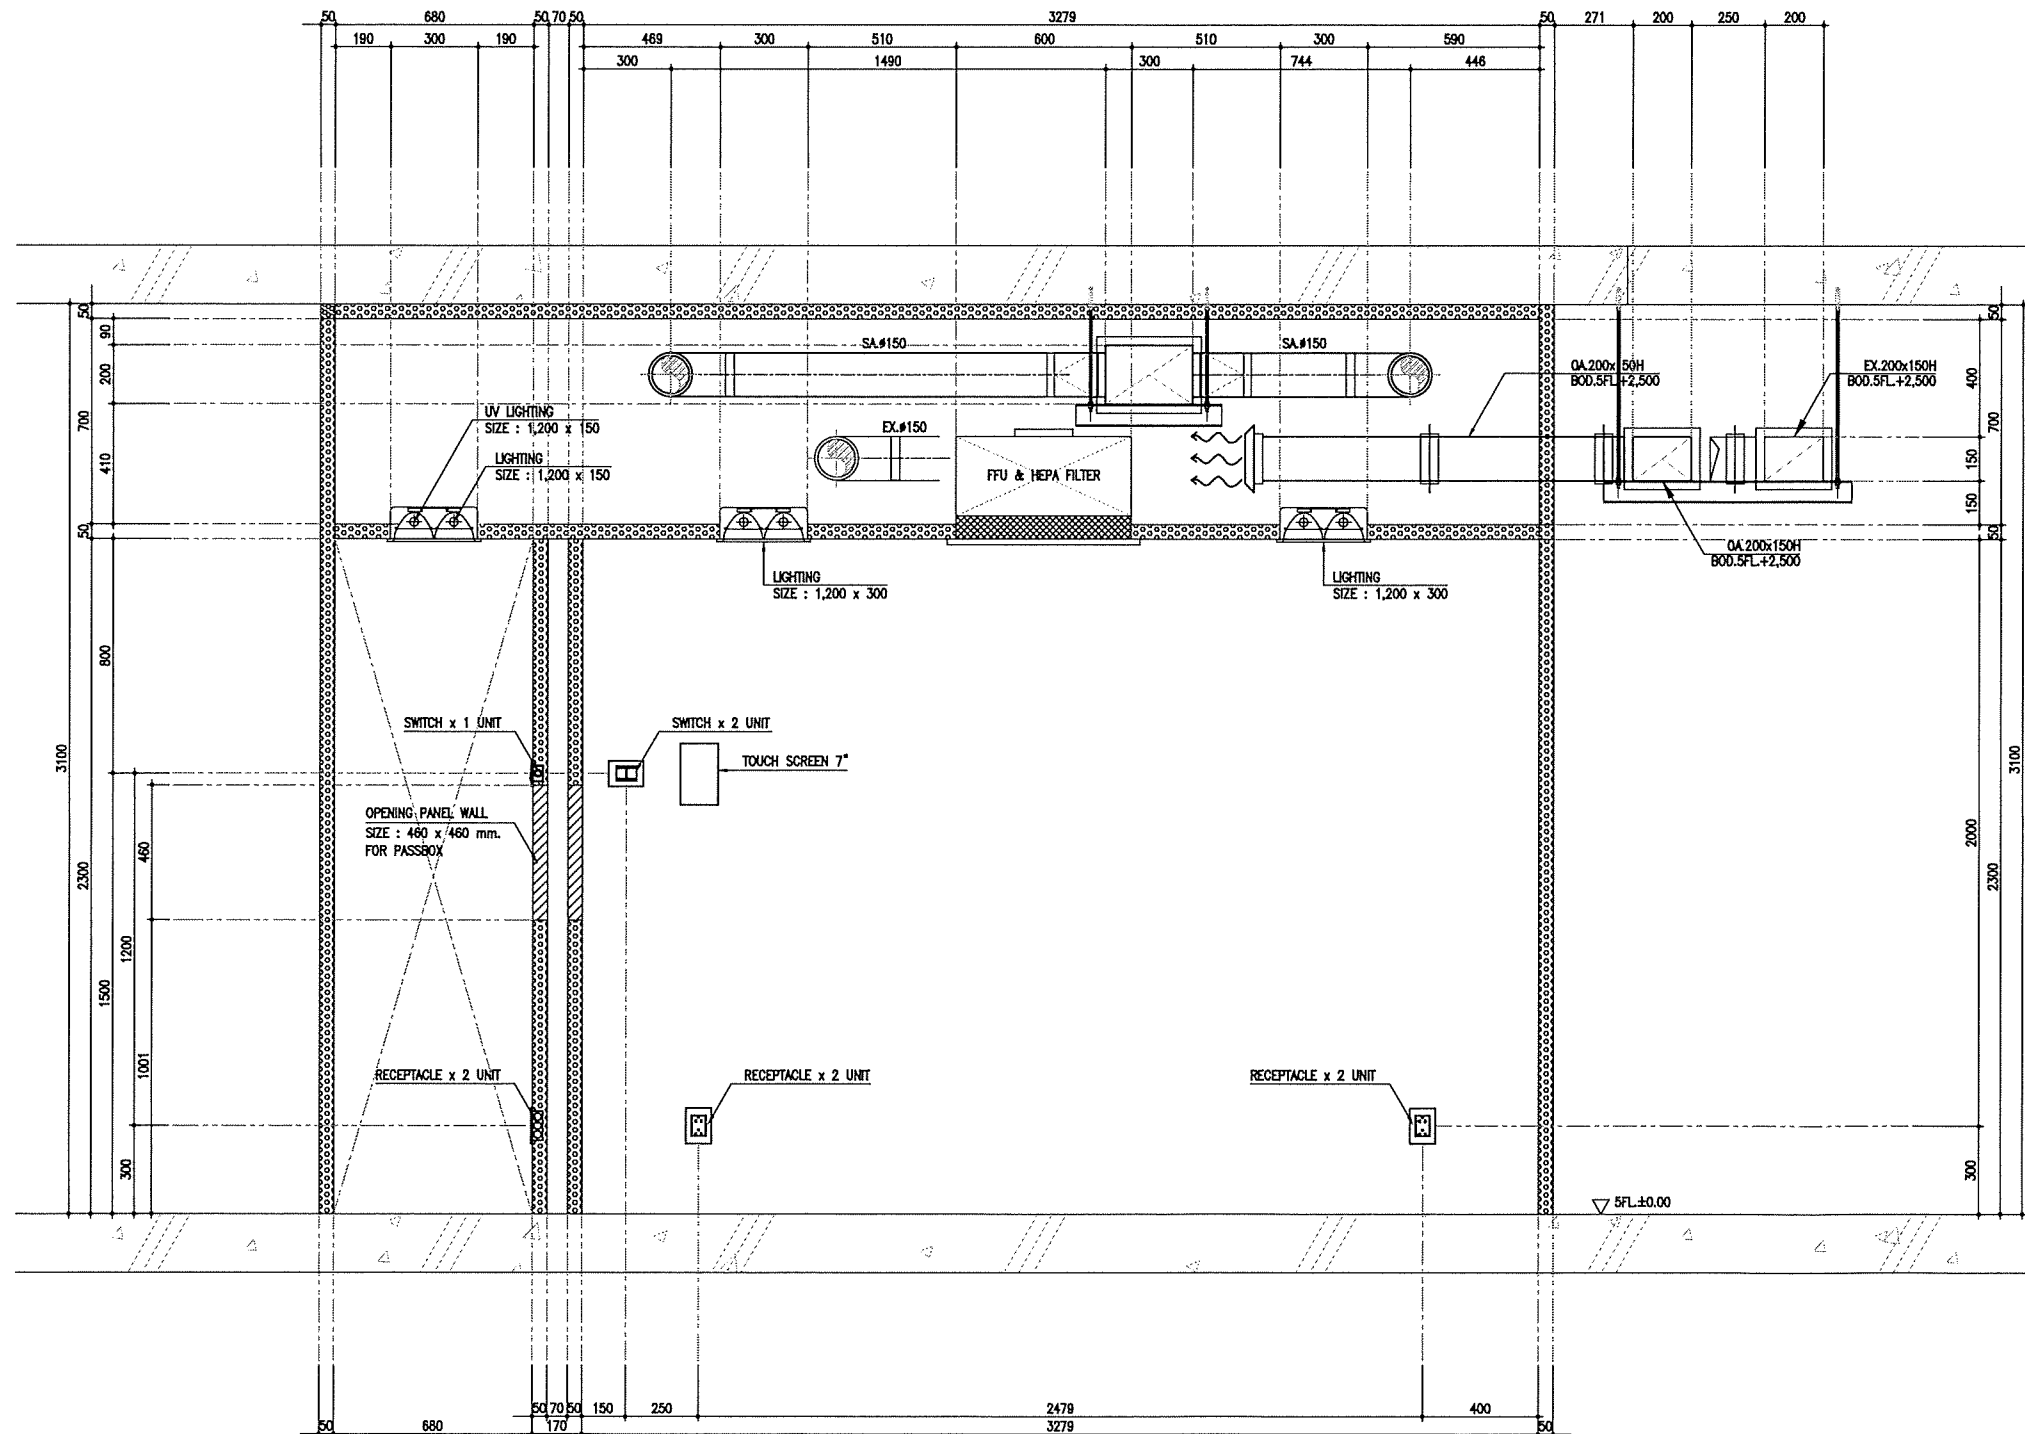 50 680 50 70 50 3279 50 271 200 250 200
190 300 190 469 300 510 600 510 300 590
300 1490 300 744 446
50
90
200
700
410
50
800
3100
2300
460
1200
1500
1001
300
50
400
700
150
150
50
3100
2000
2300
300
SA.ø150
SA.ø150
OA.200x150H
BOD.5FL.+2,500
EX.200x150H
BOD.5FL.+2,500
UV LIGHTING
SIZE : 1,200 x 150
EX.ø150
LIGHTING
SIZE : 1,200 x 150
FFU & HEPA FILTER
OA.200x150H
BOD.5FL.+2,500
LIGHTING
SIZE : 1,200 x 300
LIGHTING
SIZE : 1,200 x 300
SWITCH x 1 UNIT
SWITCH x 2 UNIT
TOUCH SCREEN 7"
OPENING PANEL WALL
SIZE : 460 x 460 mm.
FOR PASSBOX
RECEPTACLE x 2 UNIT
RECEPTACLE x 2 UNIT
RECEPTACLE x 2 UNIT
5FL.±0.00
50 70 50 150 250 2479 400
50 680 170 3279 50